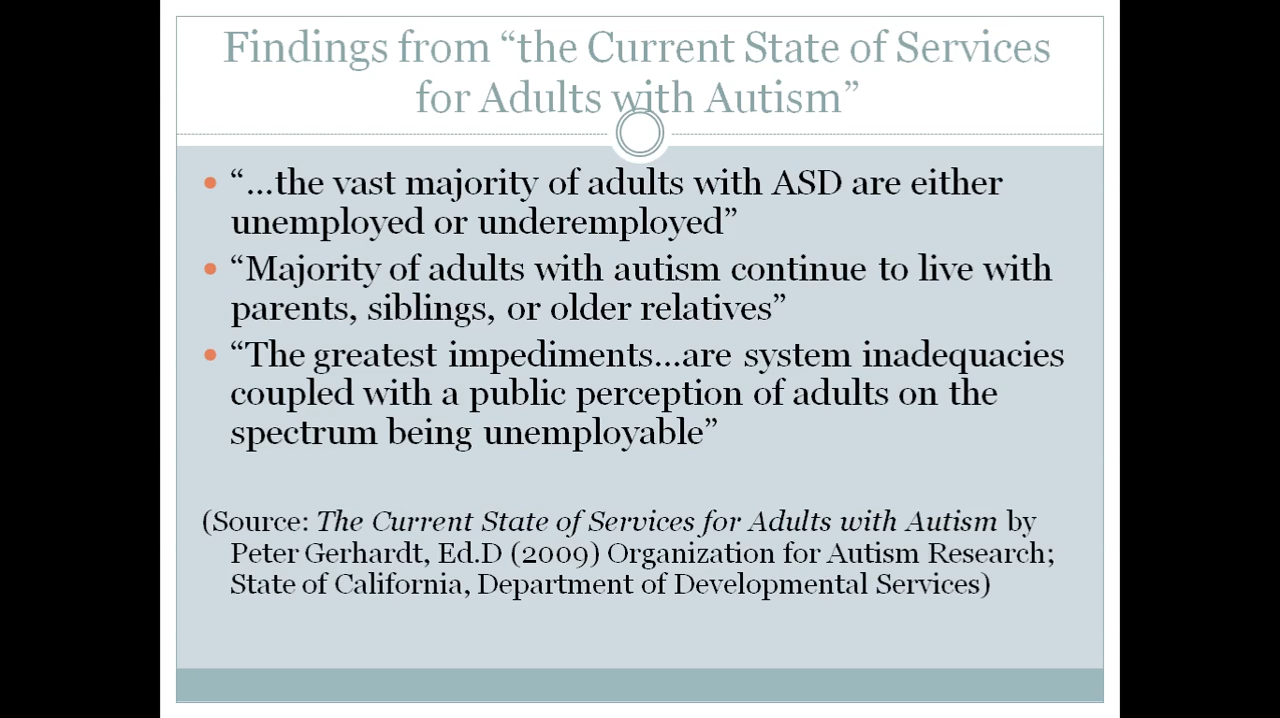 Findings from “the Current State of Services
for Adults with Autism”
• “…the vast majority of adults with ASD are either
unemployed or underemployed”
• “Majority of adults with autism continue to live with
parents, siblings, or older relatives”
• “The greatest impediments…are system inadequacies
coupled with a public perception of adults on the
spectrum being unemployable”
(Source: The Current State of Services for Adults with Autism by
Peter Gerhardt, Ed.D (2009) Organization for Autism Research;
State of California, Department of Developmental Services)